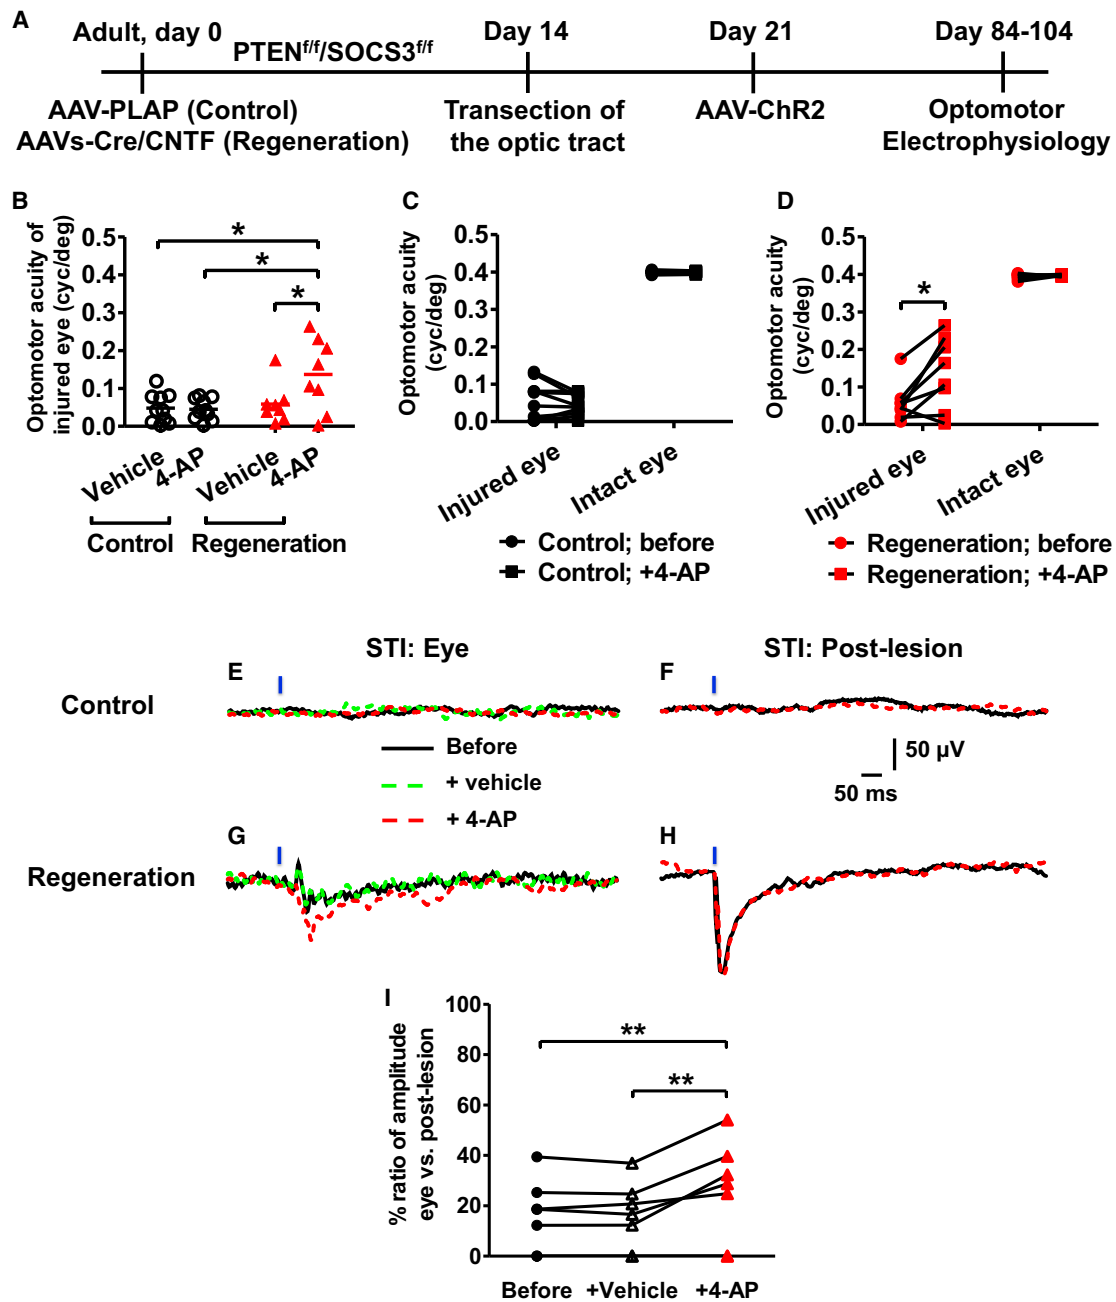 A
Adult, day 0
PTENf/f/SOCS3f/f
Day 14
Day 21
Day 84-104
AAV-PLAP (Control)
AAVs-Cre/CNTF (Regeneration)
Transection of
the optic tract
AAV-ChR2
Optomotor
Electrophysiology
B
Optomotor acuity of
injured eye (cyc/deg)
0.5
0.4
0.3
0.2
0.1
0.0
*
*
*
Vehicle
4-AP
Vehicle
4-AP
Control
Regeneration
C
Optomotor acuity
(cyc/deg)
0.5
0.4
0.3
0.2
0.1
0.0
Injured eye
Intact eye
Control; before
Control; +4-AP
D
Optomotor acuity
(cyc/deg)
0.5
0.4
0.3
0.2
0.1
0.0
*
Injured eye
Intact eye
Regeneration; before
Regeneration; +4-AP
STI: Eye
STI: Post-lesion
Control
E
F
Before
+ vehicle
+ 4-AP
50 µV
50 ms
Regeneration
G
H
I
% ratio of amplitude
eye vs. post-lesion
100
80
60
40
20
0
**
**
Before
+Vehicle
+4-AP